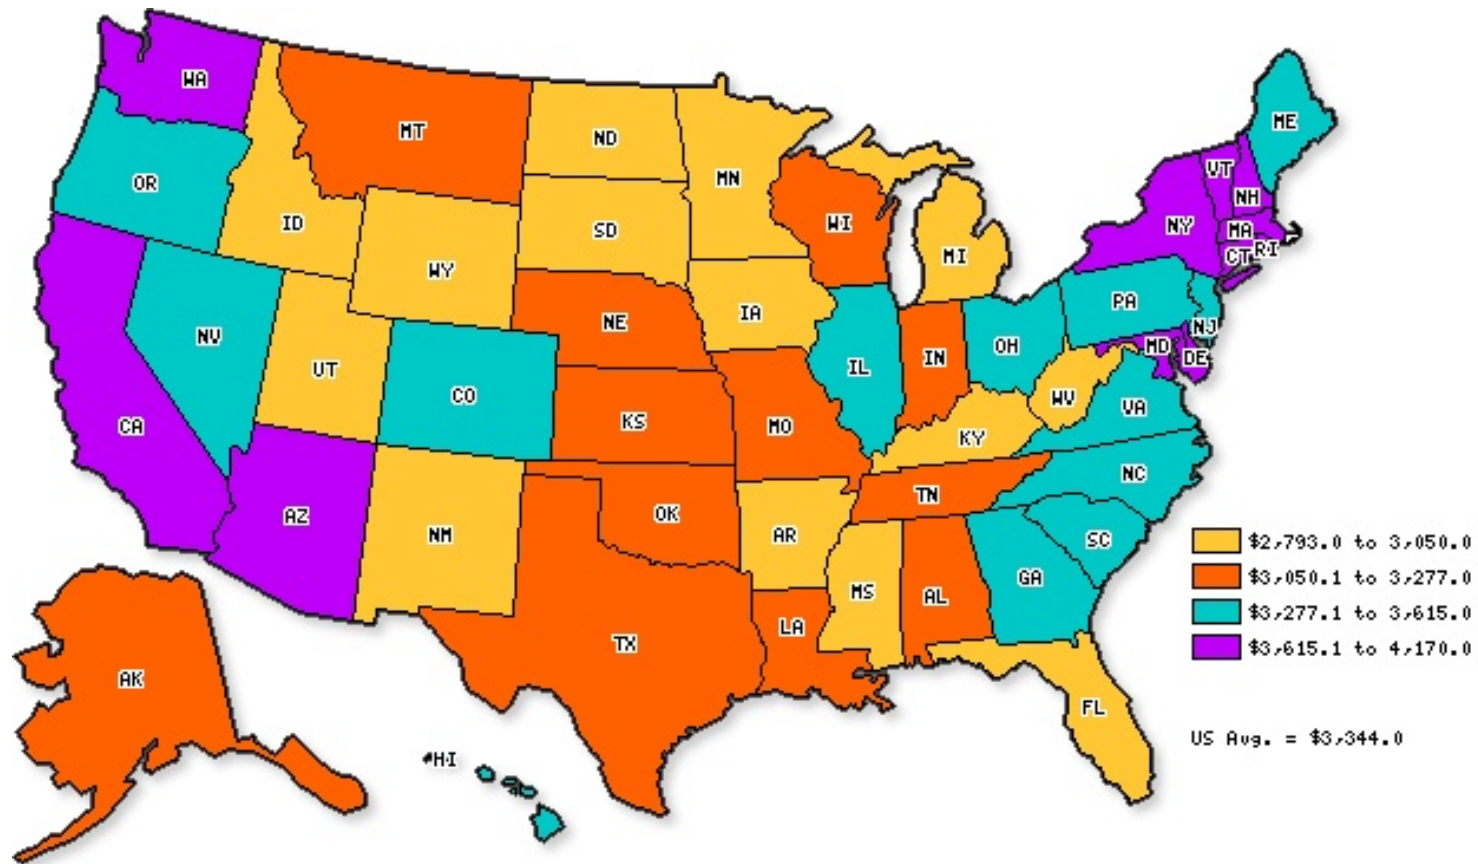 WA
MT
ND
MN
ME
OR
ID
SD
WI
VT
NH
NY
MA
WY
MI
CT
RI
PA
NV
NE
IA
NJ
UT
CO
IL
IN
OH
MD
DE
CA
KS
MO
WV
VA
KY
NC
AZ
NM
OK
AR
TN
SC
GA
MS
AL
TX
LA
AK
FL
*HI
$2,793.0 to 3,050.0
$3,050.1 to 3,277.0
$3,277.1 to 3,615.0
$3,615.1 to 4,170.0
US Avg. = $3,344.0